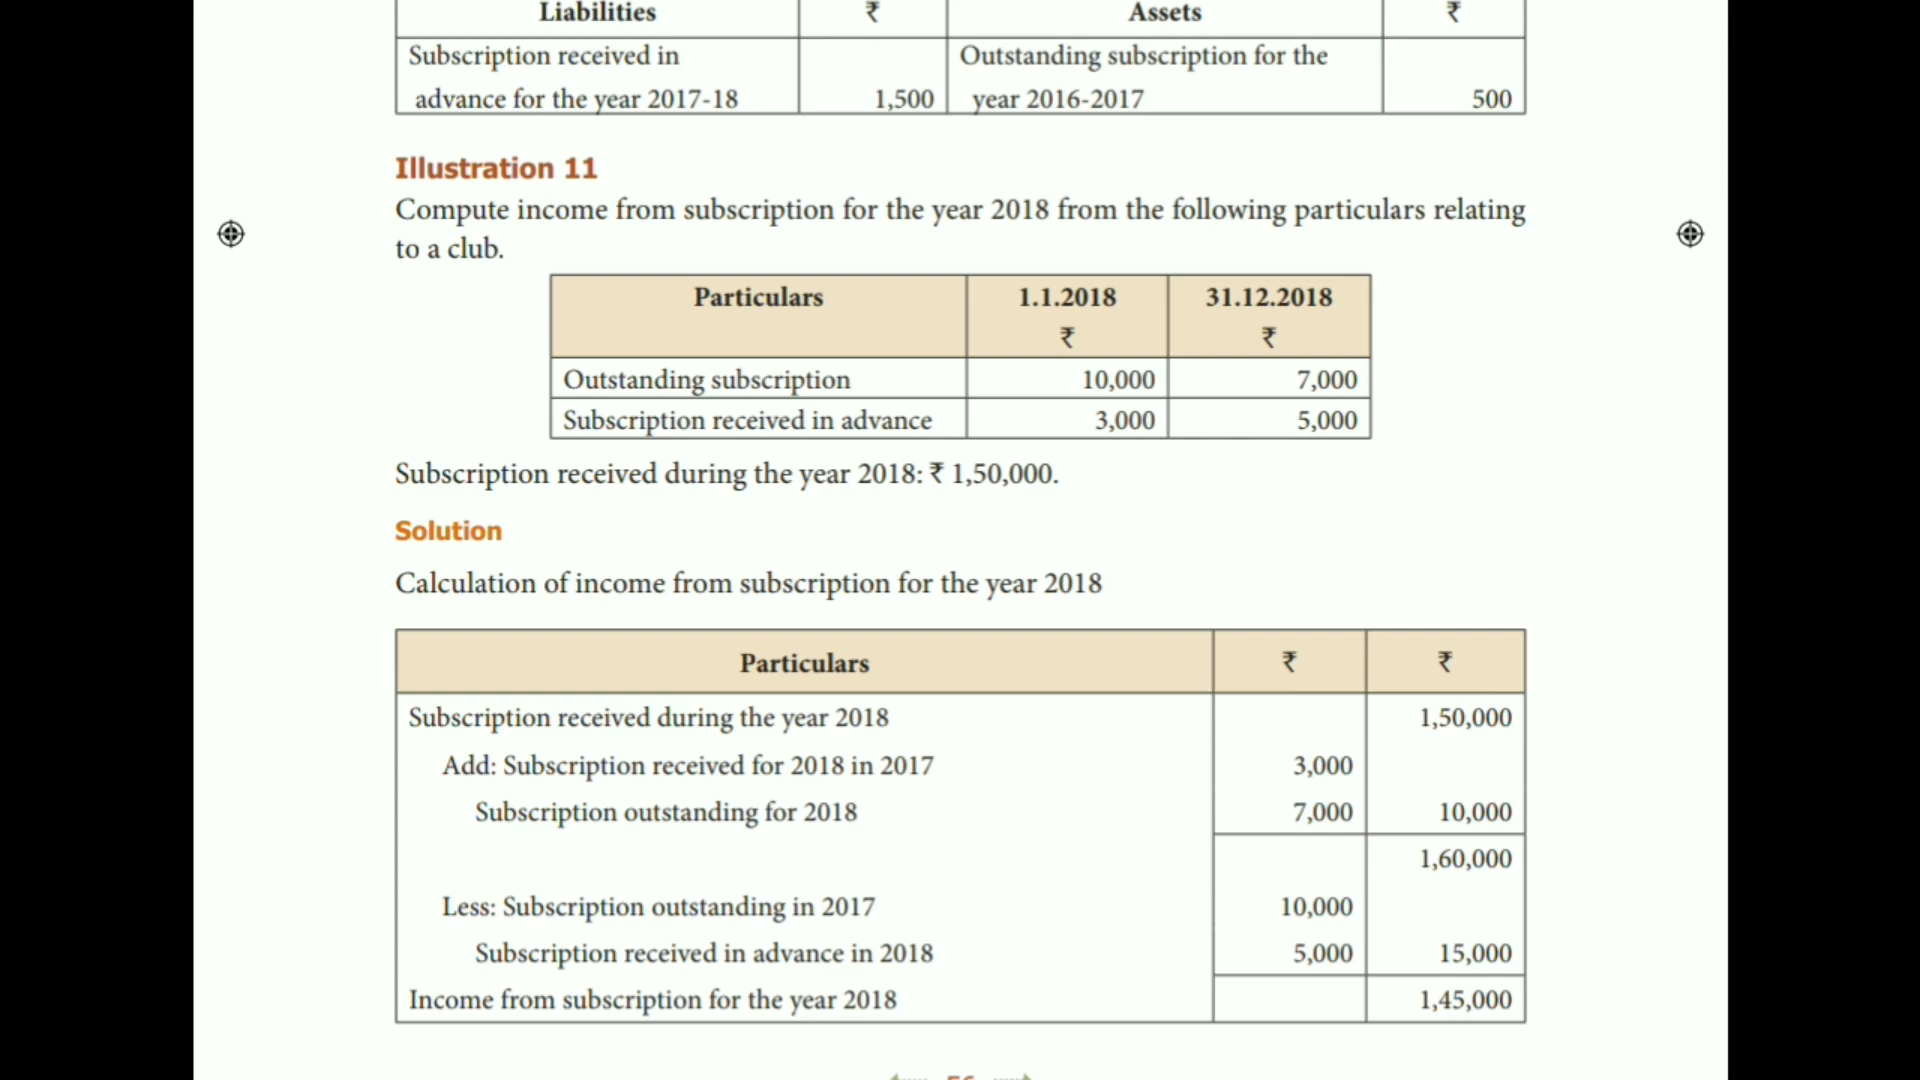 Liabilities ₹ Assets ₹
Subscription received in Outstanding subscription for the
advance for the year 2017-18 1,500 year 2016-2017 500
Illustration 11
Compute income from subscription for the year 2018 from the following particulars relating
to a club.
Particulars 1.1.2018 31.12.2018
₹ ₹
Outstanding subscription 10,000 7,000
Subscription received in advance 3,000 5,000
Subscription received during the year 2018: ₹ 1,50,000.
Solution
Calculation of income from subscription for the year 2018
Particulars ₹ ₹
Subscription received during the year 2018 1,50,000
Add: Subscription received for 2018 in 2017 3,000
Subscription outstanding for 2018 7,000 10,000
1,60,000
Less: Subscription outstanding in 2017 10,000
Subscription received in advance in 2018 5,000 15,000
Income from subscription for the year 2018 1,45,000